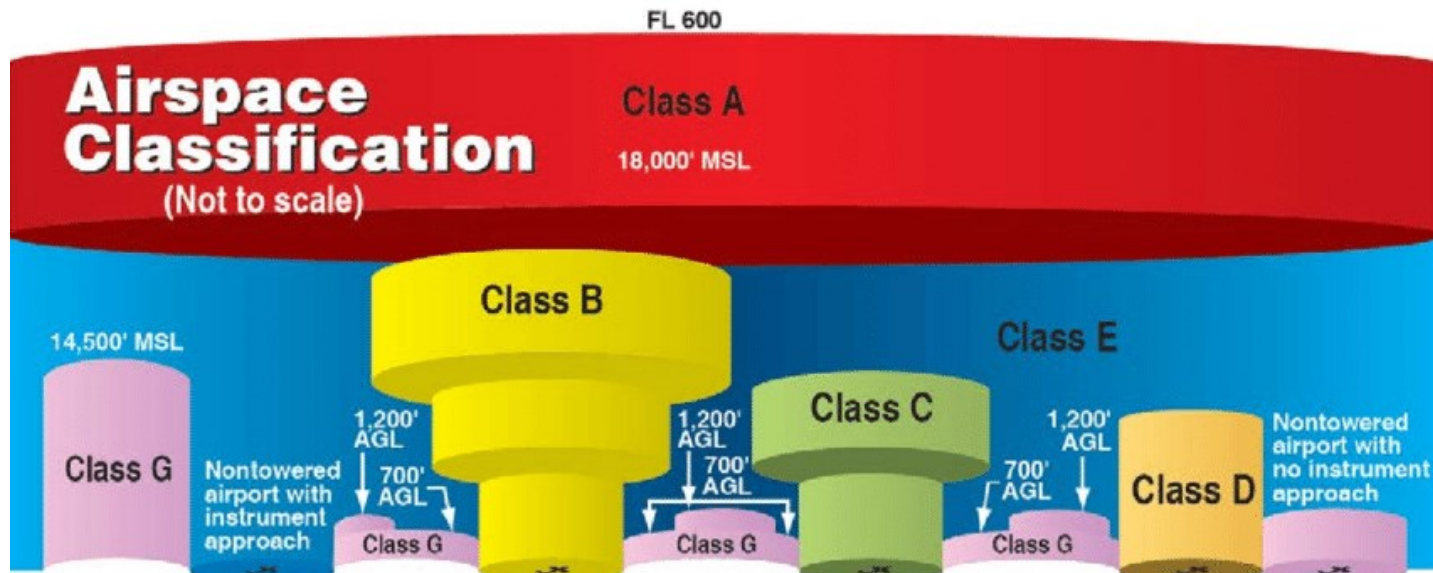 FL 600
Airspace
Classification
(Not to scale)
Class A
18,000' MSL
Class B
Class E
14,500' MSL
Class G
Nontowered
airport with
instrument
approach
1,200'
AGL
700'
AGL
Class G
1,200'
AGL
700'
AGL
Class G
Class C
700'
AGL
1,200'
AGL
Class G
Class D
Nontowered
airport with
no instrument
approach